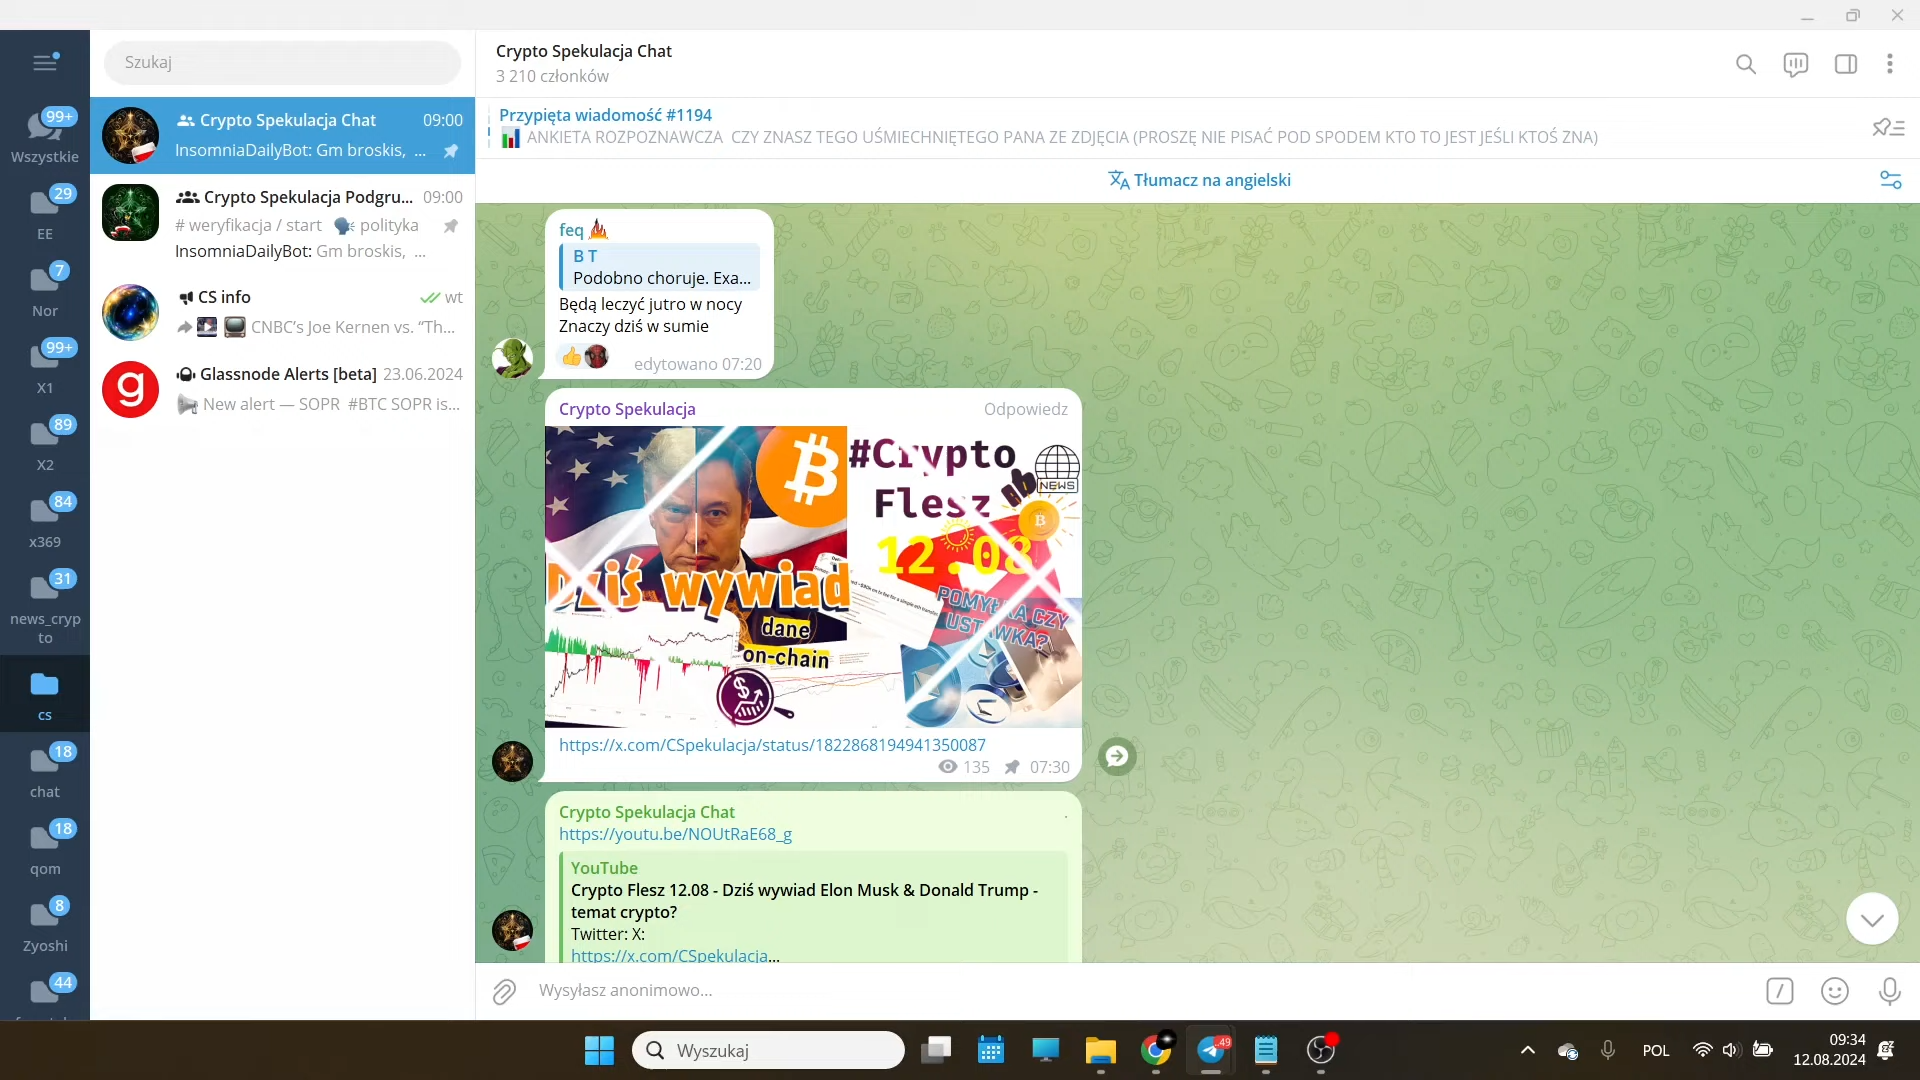 Szukaj
99+
Wszystkie
29
EE
7
Nor
99+
X1
89
X2
84
x369
31
news_cryp
to
cs
18
chat
18
qom
8
Zyoshi
44
Crypto Spekulacja Chat
09:00
InsomniaDailyBot: Gm broskis, ...
Crypto Spekulacja Podgru...
09:00
# weryfikacja / start polityka
InsomniaDailyBot: Gm broskis, ...
CS info
wt
CNBC's Joe Kernen vs. “Th...
g
Glassnode Alerts [beta]
23.06.2024
New alert — SOPR #BTC SOPR is...
Crypto Spekulacja Chat
3 210 członków
Przypięta wiadomość #1194
ANKIETA ROZPOZNAWCZA CZY ZNASZ TEGO UŚMIECHNIĘTEGO PANA ZE ZDJĘCIA (PROSZĘ NIE PISAĆ POD SPODEM KTO TO JEST JEŚLI KTOŚ ZNA)
Tłumacz na angielski
feq
B T
Podobno choruje. Exa...
Będą leczyć jutro w nocy
Znaczy dziś w sumie
edytowano 07:20
Crypto Spekulacja
Odpowiedz
#Crypto
Flesz
NEWS
12.08
Dziś wywiad
POMYŁKA CZY
USTAWKA?
dane
on-chain
https://x.com/CSpekulacja/status/1822868194941350087
135
07:30
Crypto Spekulacja Chat
https://youtu.be/NOUtRaE68_g
YouTube
Crypto Flesz 12.08 - Dziś wywiad Elon Musk & Donald Trump -
temat crypto?
Twitter: X:
https://x.com/CSpekulacja...
Wysyłasz anonimowo...
Wyszukaj
POL
09:34
12.08.2024